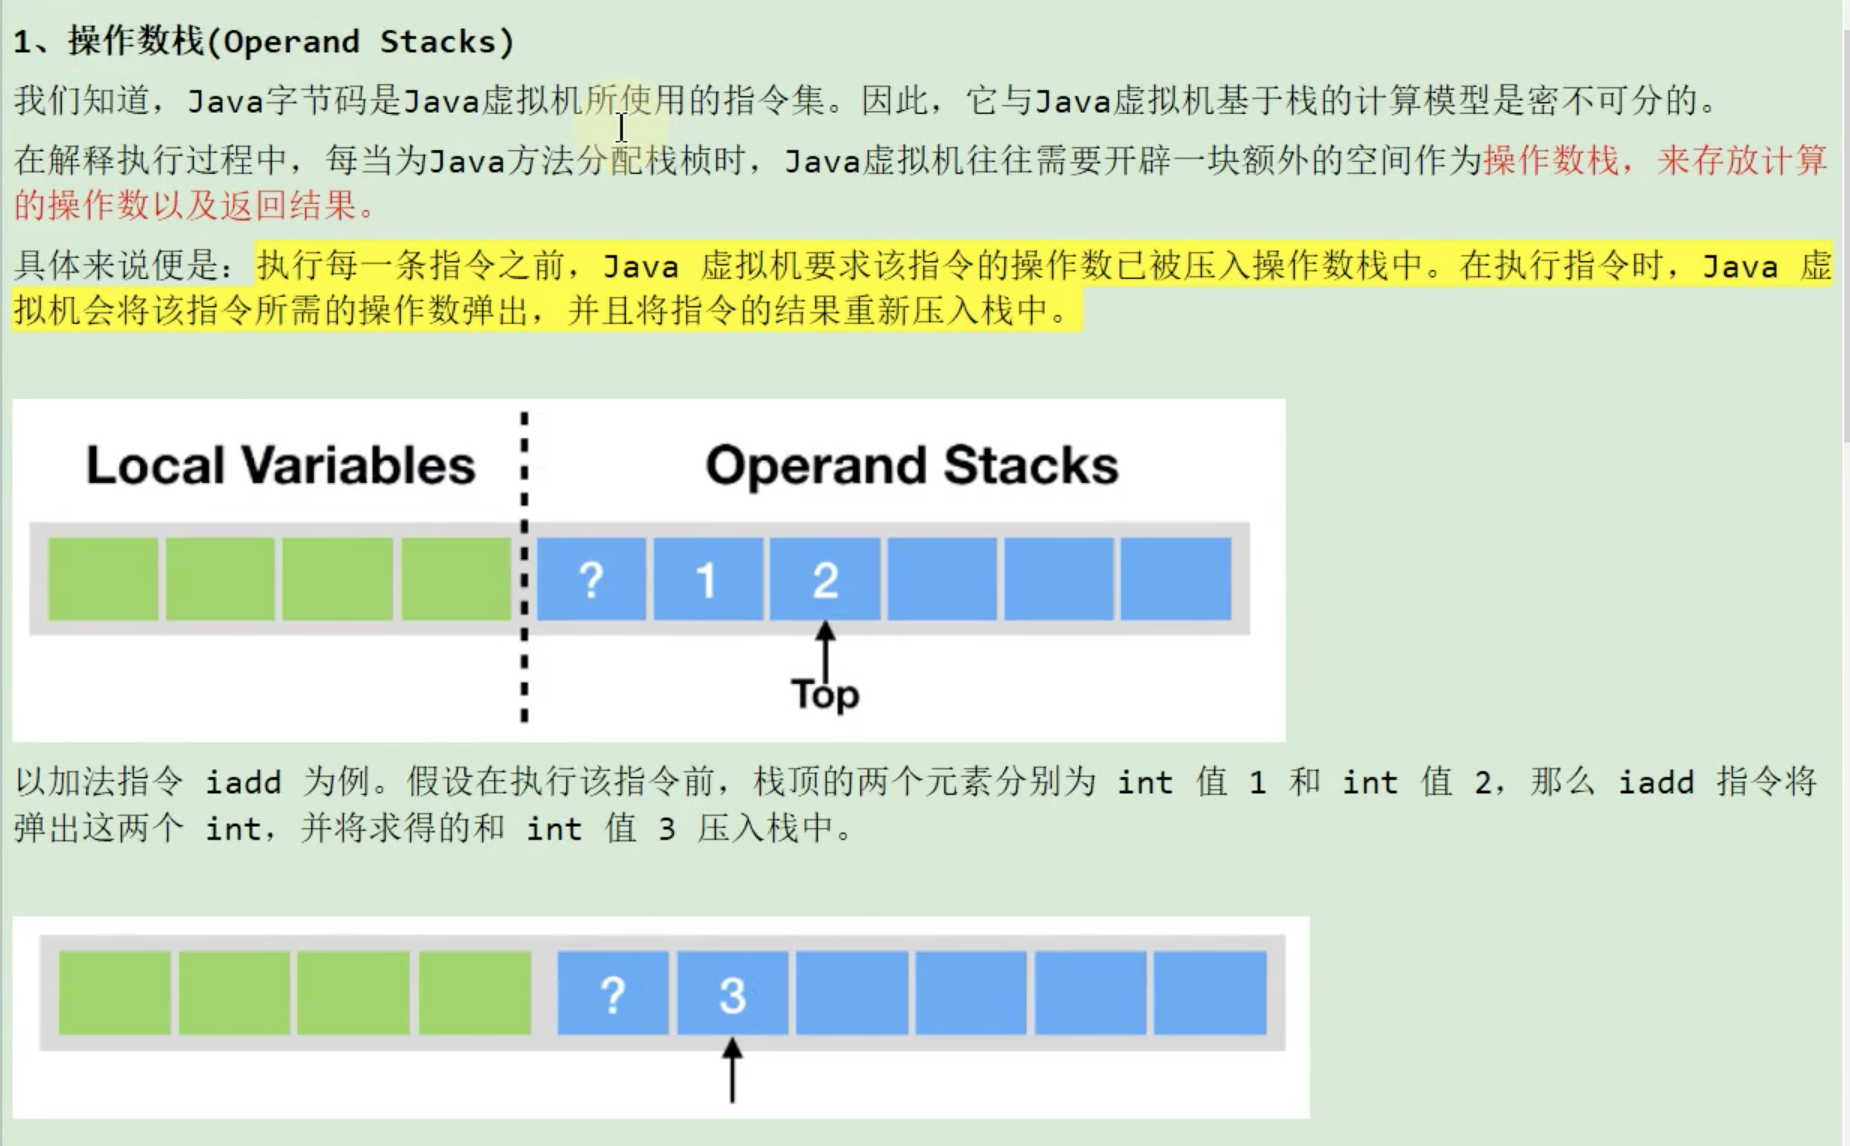 1、操作数栈(Operand Stacks)
我们知道，Java字节码是Java虚拟机所使用的指令集。因此，它与Java虚拟机基于栈的计算模型是密不可分的。
在解释执行过程中，每当为Java方法分配栈桢时，Java虚拟机往往需要开辟一块额外的空间作为操作数栈，来存放计算
的操作数以及返回结果。
具体来说便是：执行每一条指令之前，Java 虚拟机要求该指令的操作数已被压入操作数栈中。在执行指令时，Java 虚
拟机会将该指令所需的操作数弹出，并且将指令的结果重新压入栈中。
Local Variables Operand Stacks
? 1 2
Top
以加法指令 iadd 为例。假设在执行该指令前，栈顶的两个元素分别为 int 值 1 和 int 值 2，那么 iadd 指令将
弹出这两个 int，并将求得的和 int 值 3 压入栈中。
? 3